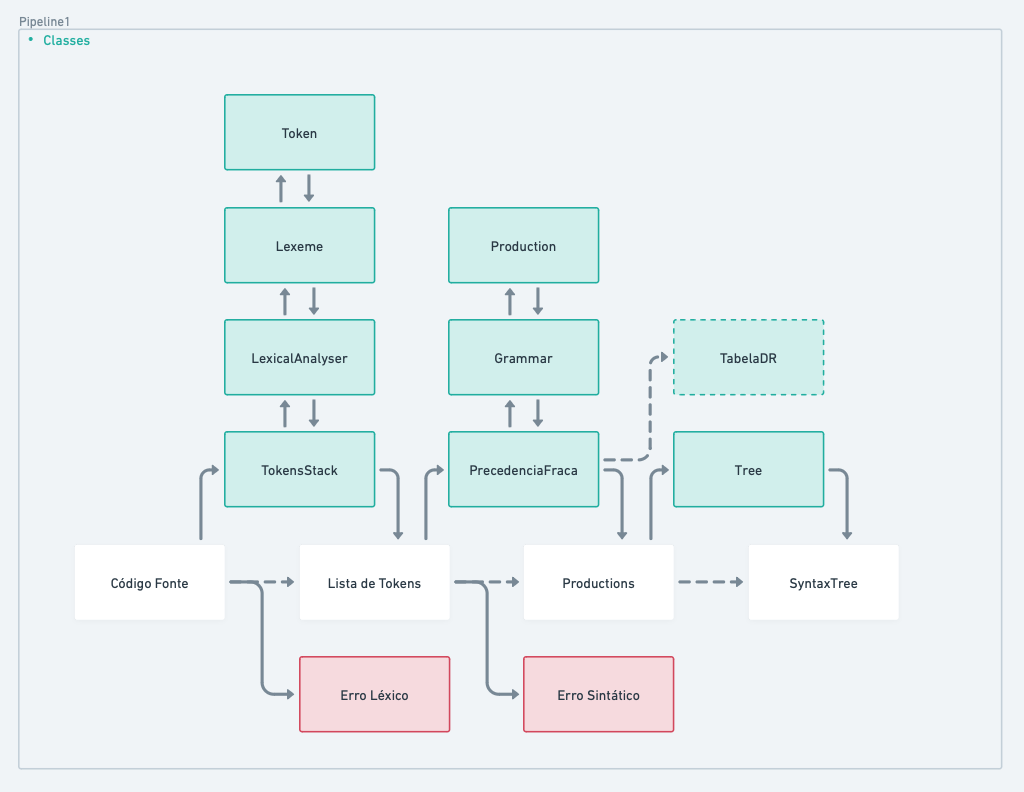 Pipeline1
• Classes
Token
Lexeme
Production
LexicalAnalyser
Grammar
TabelaDR
TokensStack
PrecedenciaFraca
Tree
Código Fonte
Lista de Tokens
Productions
SyntaxTree
Erro Léxico
Erro Sintático